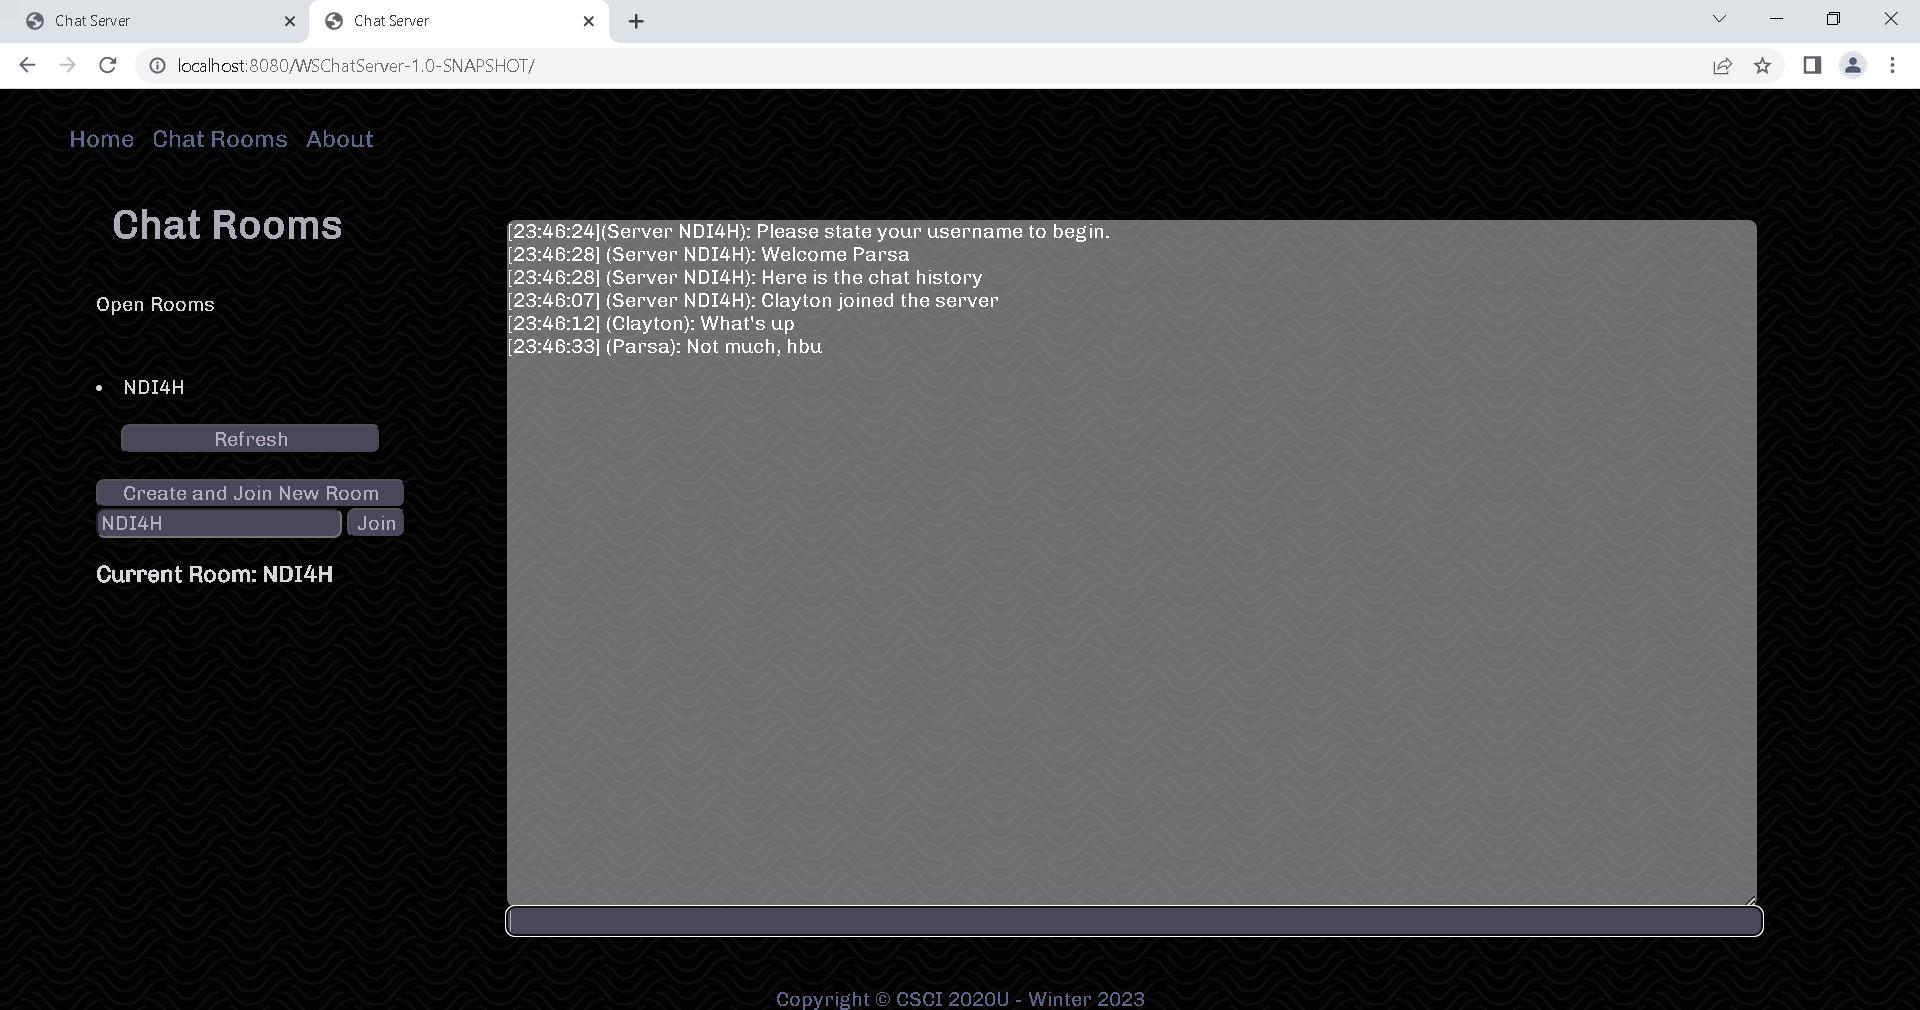 Chat Server
Chat Server
localhost:8080/WSChatServer-1.0-SNAPSHOT/
Home Chat Rooms About
Chat Rooms
Open Rooms
NDI4H
Refresh
Create and Join New Room
NDI4H Join
Current Room: NDI4H
[23:46:24](Server NDI4H): Please state your username to begin.
[23:46:28] (Server NDI4H): Welcome Parsa
[23:46:28] (Server NDI4H): Here is the chat history
[23:46:07] (Server NDI4H): Clayton joined the server
[23:46:12] (Clayton): What's up
[23:46:33] (Parsa): Not much, hbu
Copyright © CSCI 2020U - Winter 2023